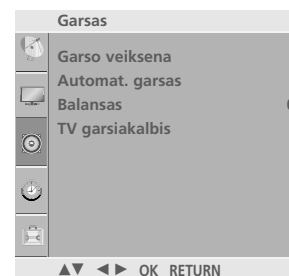 Garsas
Garso veiksena
Automat. garsas
Balansas
TV garsiakalbis
▲▼ ◄ ► OK RETURN